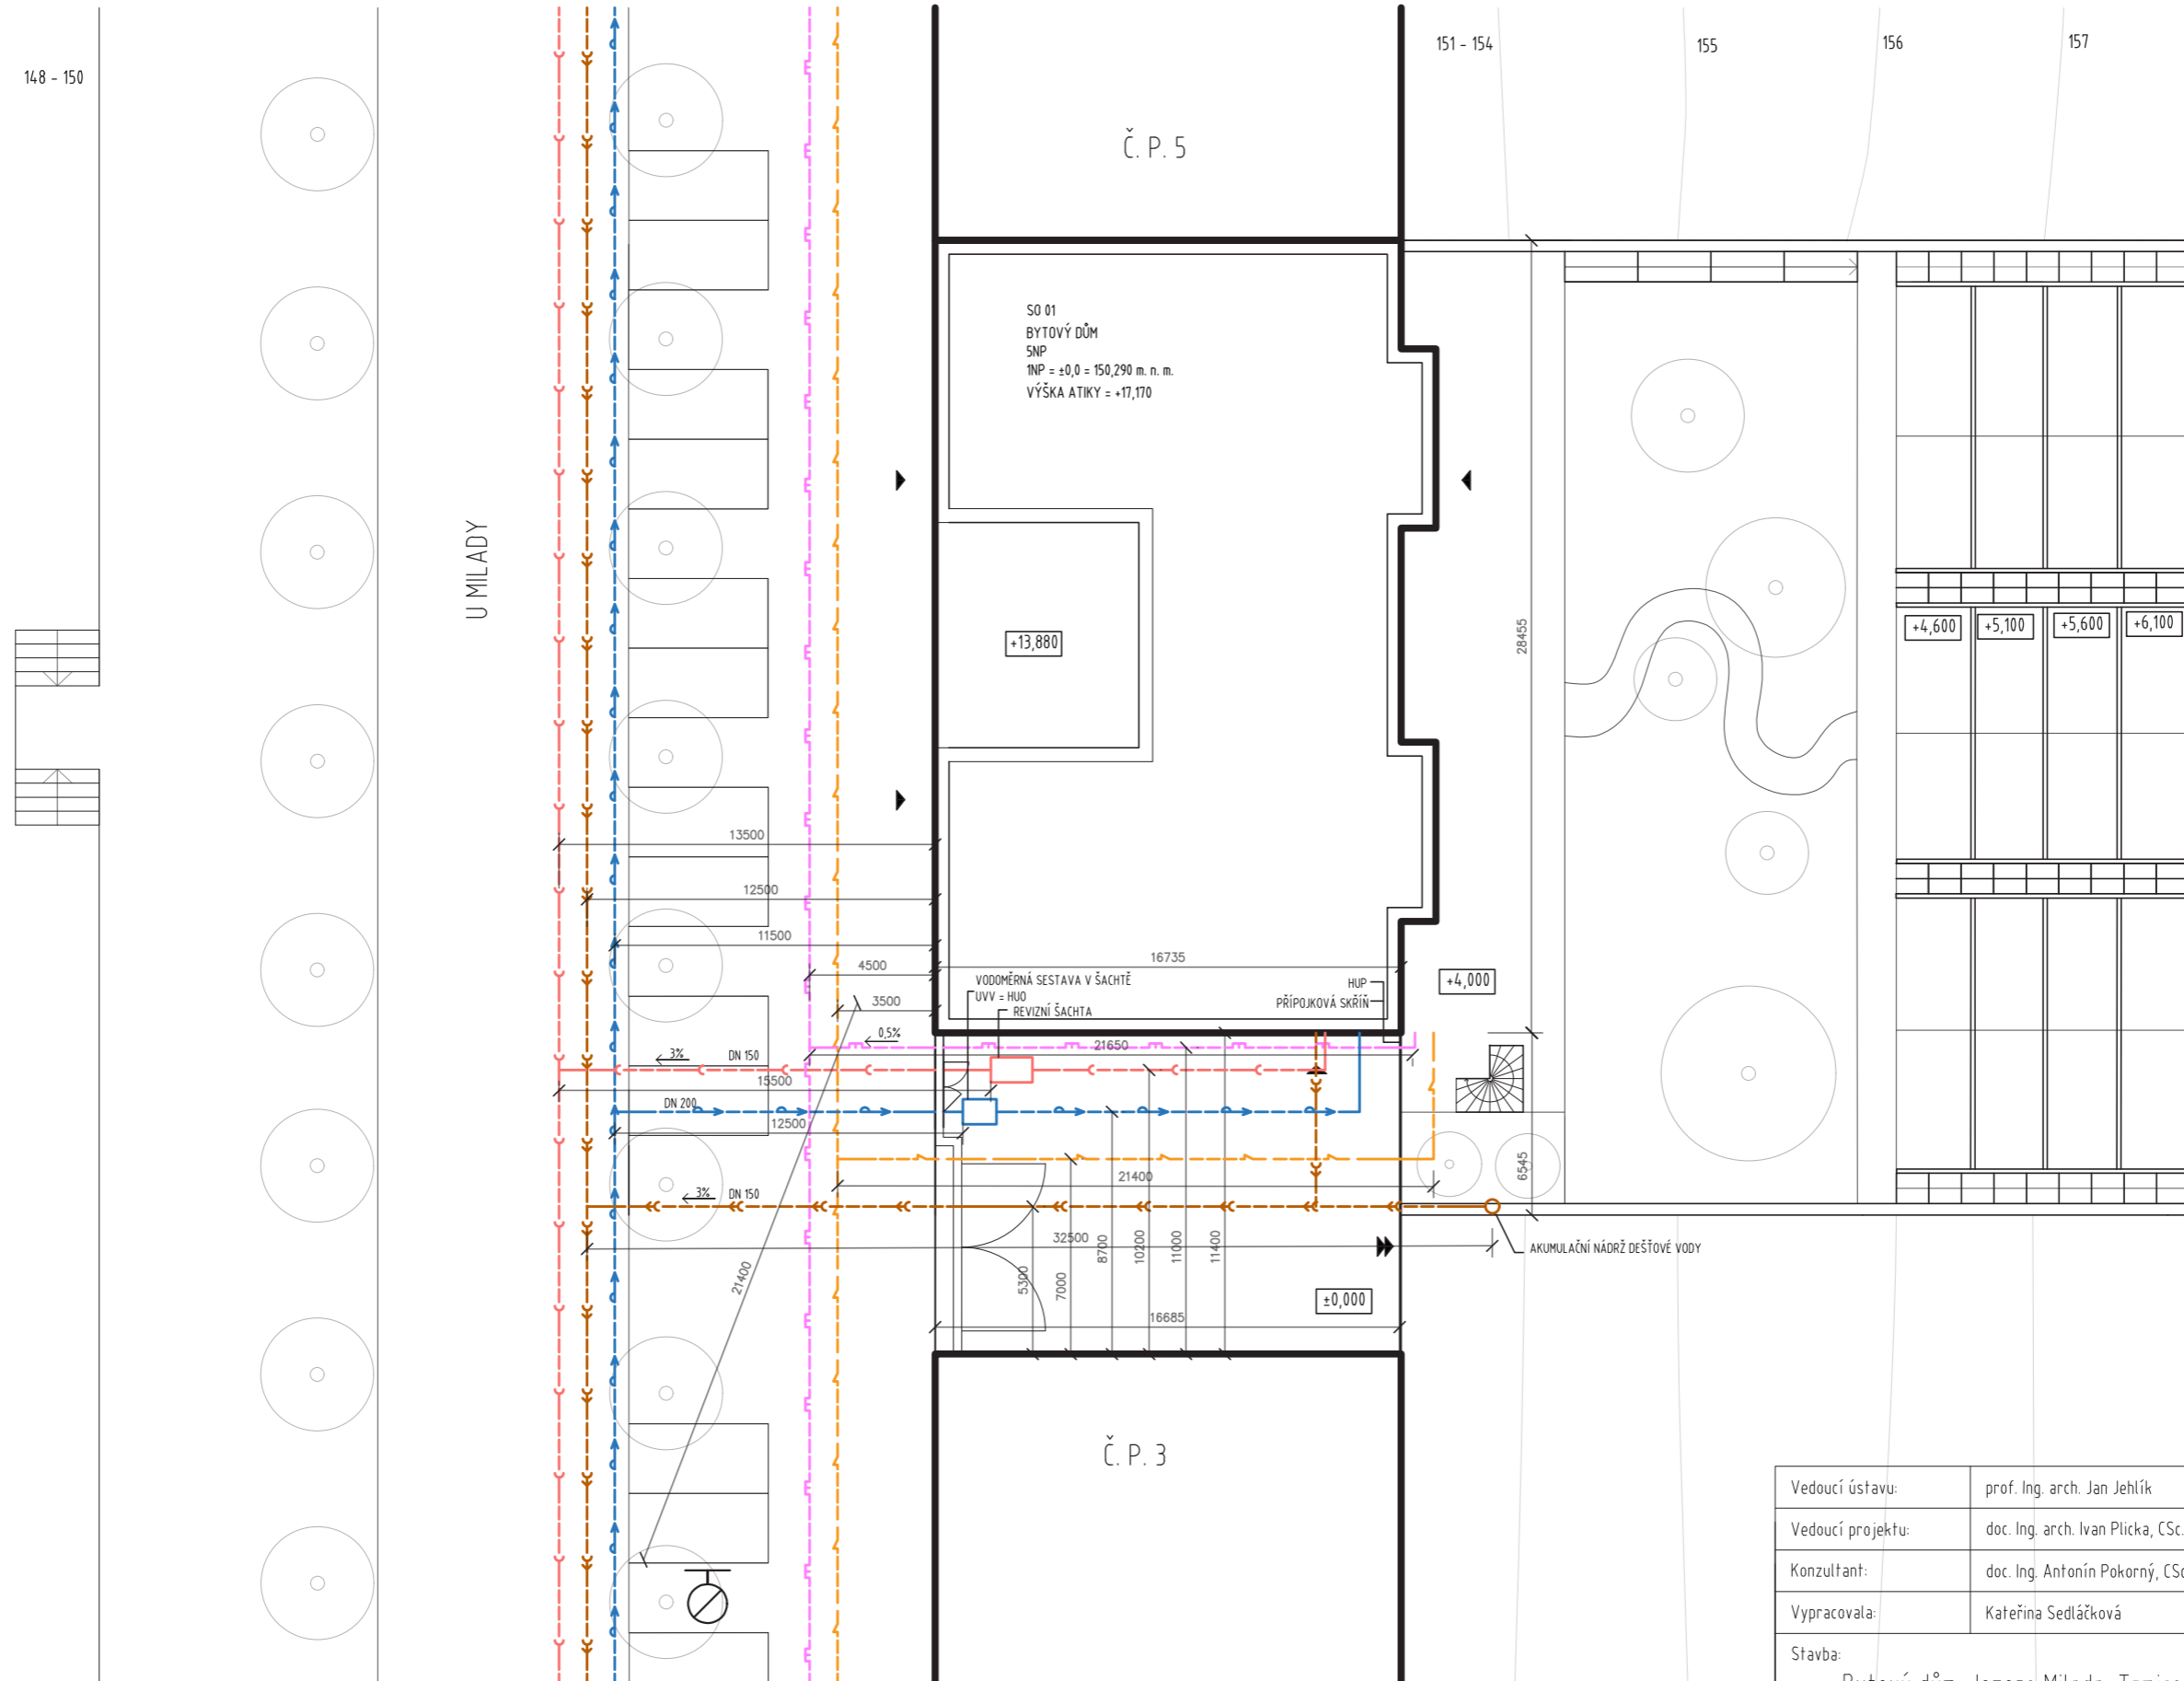 148 - 150
151 - 154
155
156
157
Č. P. 5
SO 01
BYTOVÝ DŮM
5NP
1NP = ±0,0 = 150,290 m. n. m.
VÝŠKA ATIKY = +17,170
U MILADY
+13,880
28455
+4,600
+5,100
+5,600
+6,100
13500
12500
11500
4500
16735
3500
VODOMĚRNÁ SESTAVA V ŠACHTĚ
UVV = HUO
REVIZNÍ ŠACHTA
HUP
PŘÍPOJKOVÁ SKŘÍŇ
+4,000
0,5%
21650
3%
DN 150
15500
DN 200
12500
21400
6545
3%
DN 150
32500
21400
5300
7000
8700
10200
11000
11400
AKUMULAČNÍ NÁDRŽ DEŠŤOVÉ VODY
±0,000
16685
Č. P. 3
Vedoucí ústavu: prof. Ing. arch. Jan Jehlík
Vedoucí projektu: doc. Ing. arch. Ivan Plicka, CSc.
Konzultant: doc. Ing. Antonín Pokorný, CSc
Vypracovala: Kateřina Sedláčková
Stavba: